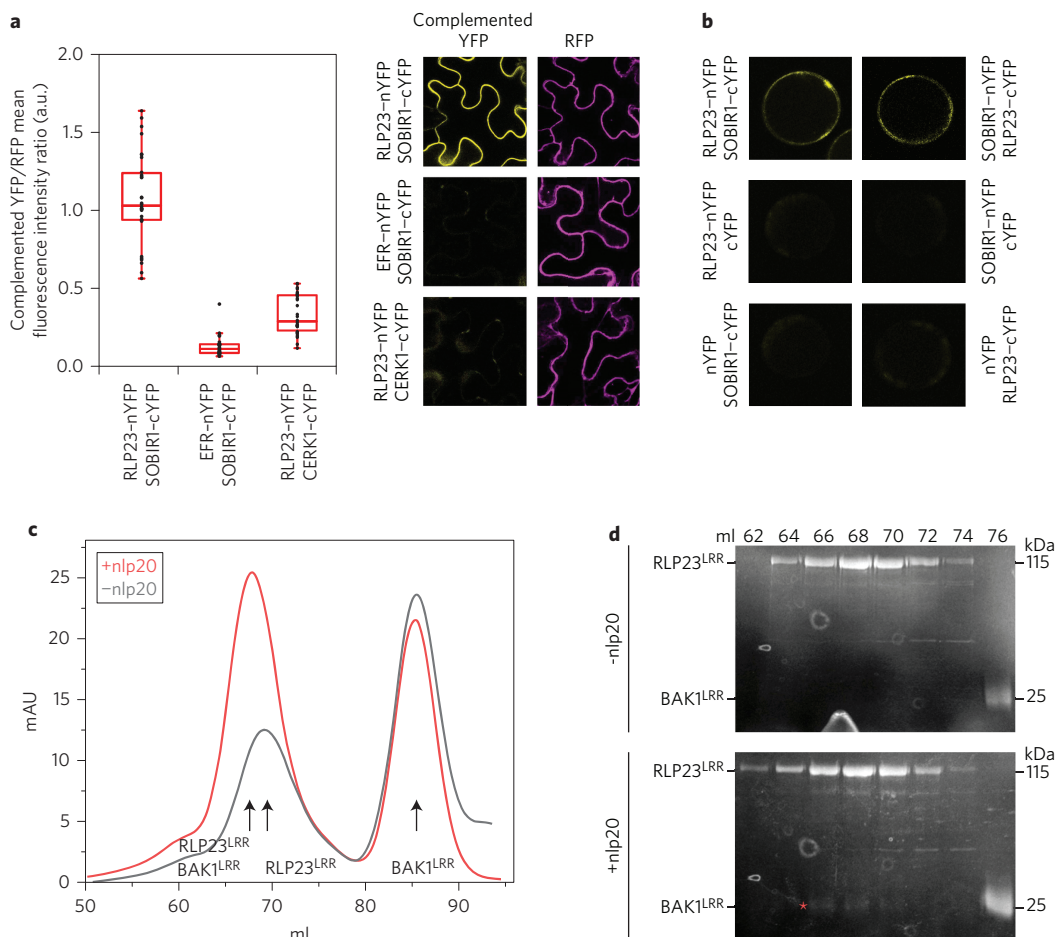 a
Complemented YFP/RFP mean
fluorescence intensity ratio (a.u.)
2.0
1.5
1.0
0.5
0.0
RLP23–nYFP
SOBIR1–cYFP
EFR–nYFP
SOBIR1–cYFP
RLP23–nYFP
CERK1–cYFP
Complemented
YFP
RFP
RLP23–nYFP
SOBIR1–cYFP
EFR–nYFP
SOBIR1–cYFP
RLP23–nYFP
CERK1–cYFP
b
RLP23–nYFP
SOBIR1–cYFP
SOBIR1–nYFP
RLP23–cYFP
RLP23–nYFP
cYFP
SOBIR1–nYFP
cYFP
nYFP
SOBIR1–cYFP
nYFP
RLP23–cYFP
c
+nlp20
−nlp20
mAU
25
20
15
10
5
0
RLP23LRR
BAK1LRR
RLP23LRR
BAK1LRR
50 60 70 80 90
ml
d
ml 62 64 66 68 70 72 74 76
kDa
-nlp20
RLP23LRR
115
BAK1LRR
25
kDa
+nlp20
RLP23LRR
115
BAK1LRR
*
25